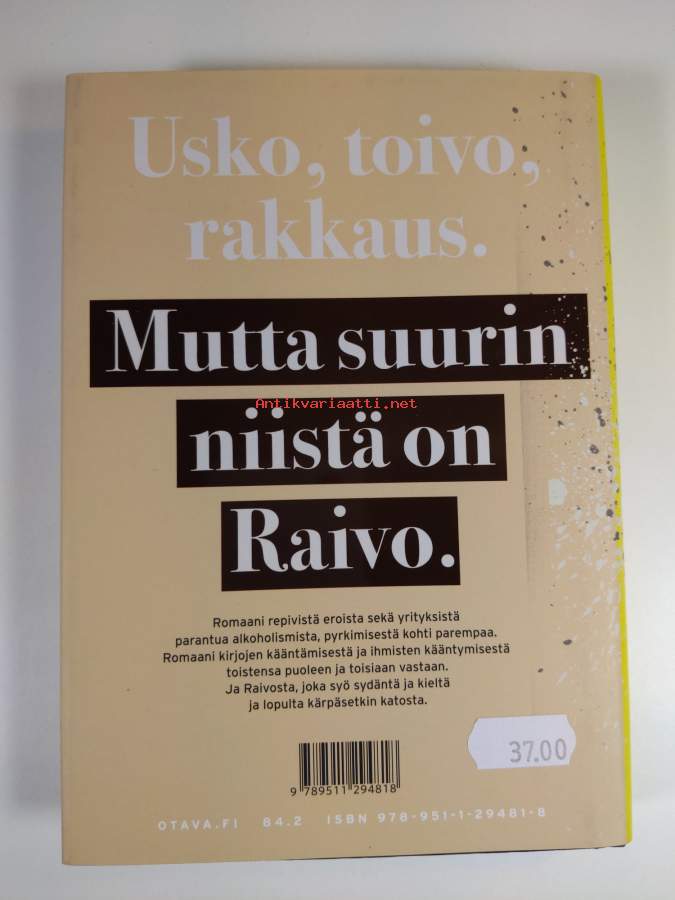 Usko, toivo,
rakkaus.
Mutta suurin
Antikvariaatti.net
niistä on
Raivo.
Romaani repivistä eroista sekä yrityksistä
parantua alkoholismista, pyrkimisestä kohti parempaa.
Romaani kirjojen kääntämisestä ja ihmisten kääntymisestä
toistensa puoleen ja toisiaan vastaan.
Ja Raivosta, joka syö sydäntä ja kieltä
ja lopulta kärpäsetkin katosta.
37.00
9 789511 294818
OTAVA.FI 84.2 ISBN 978-951-1-29481-8